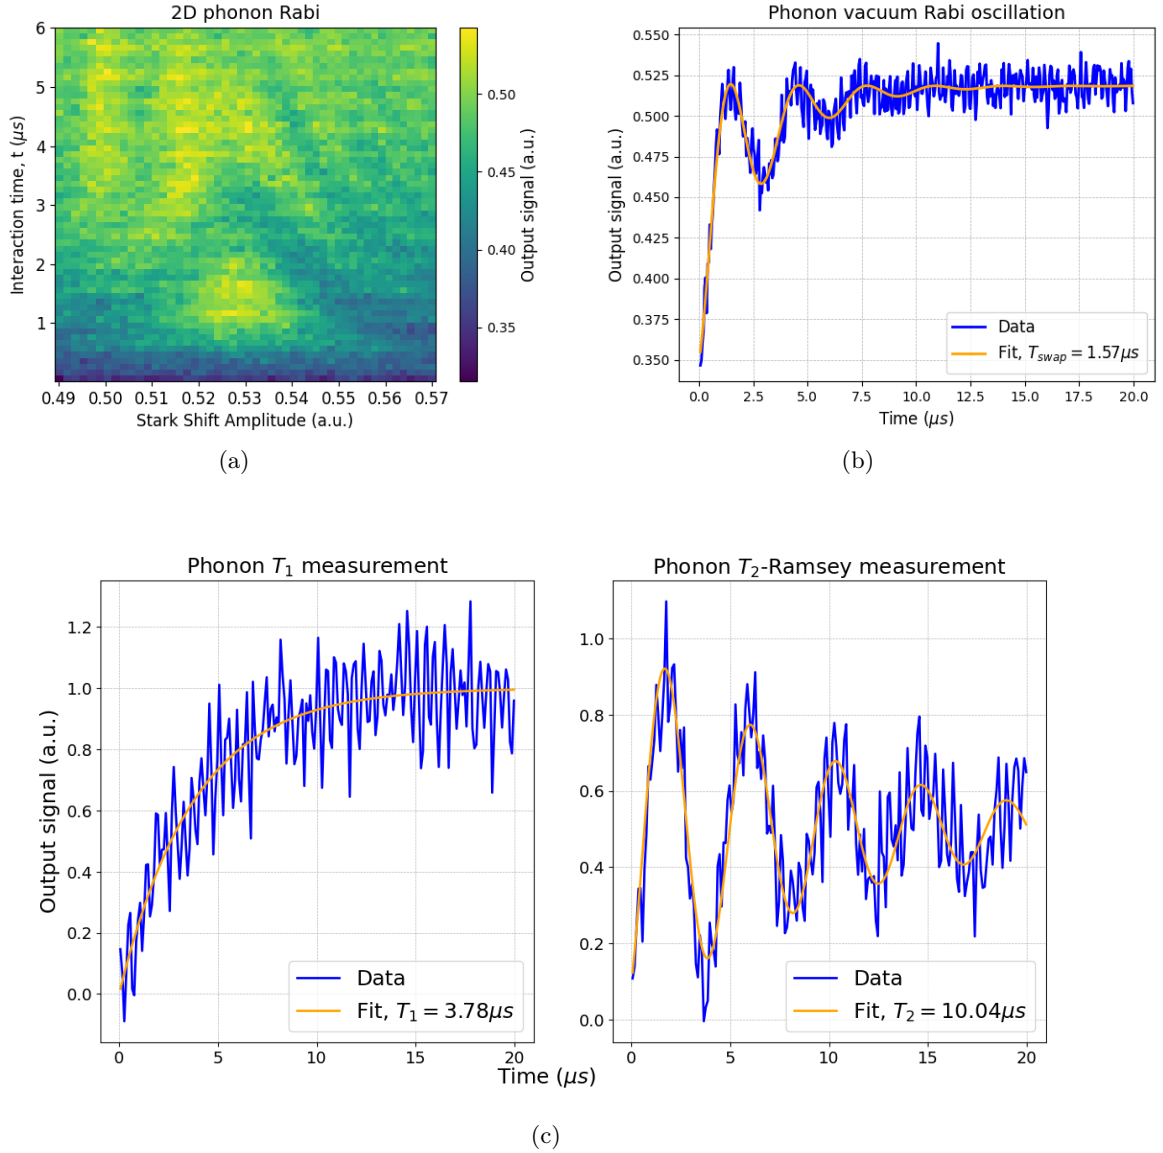 2D phonon Rabi
6
5
4
3
2
1
Interaction time, t (μs)
0.49 0.50 0.51 0.52 0.53 0.54 0.55 0.56 0.57
Stark Shift Amplitude (a.u.)
0.50
0.45
0.40
0.35
Output signal (a.u.)
(a)
Phonon vacuum Rabi oscillation
0.550
0.525
0.500
0.475
0.450
0.425
0.400
0.375
0.350
Output signal (a.u.)
Data
Fit, T_swap = 1.57μs
0.0 2.5 5.0 7.5 10.0 12.5 15.0 17.5 20.0
Time (μs)
(b)
Phonon T₁ measurement
1.2
1.0
0.8
0.6
0.4
0.2
0.0
Output signal (a.u.)
Data
Fit, T₁ = 3.78μs
0 5 10 15 20
Phonon T₂-Ramsey measurement
1.0
0.8
0.6
0.4
0.2
0.0
Data
Fit, T₂ = 10.04μs
0 5 10 15 20
Time (μs)
(c)